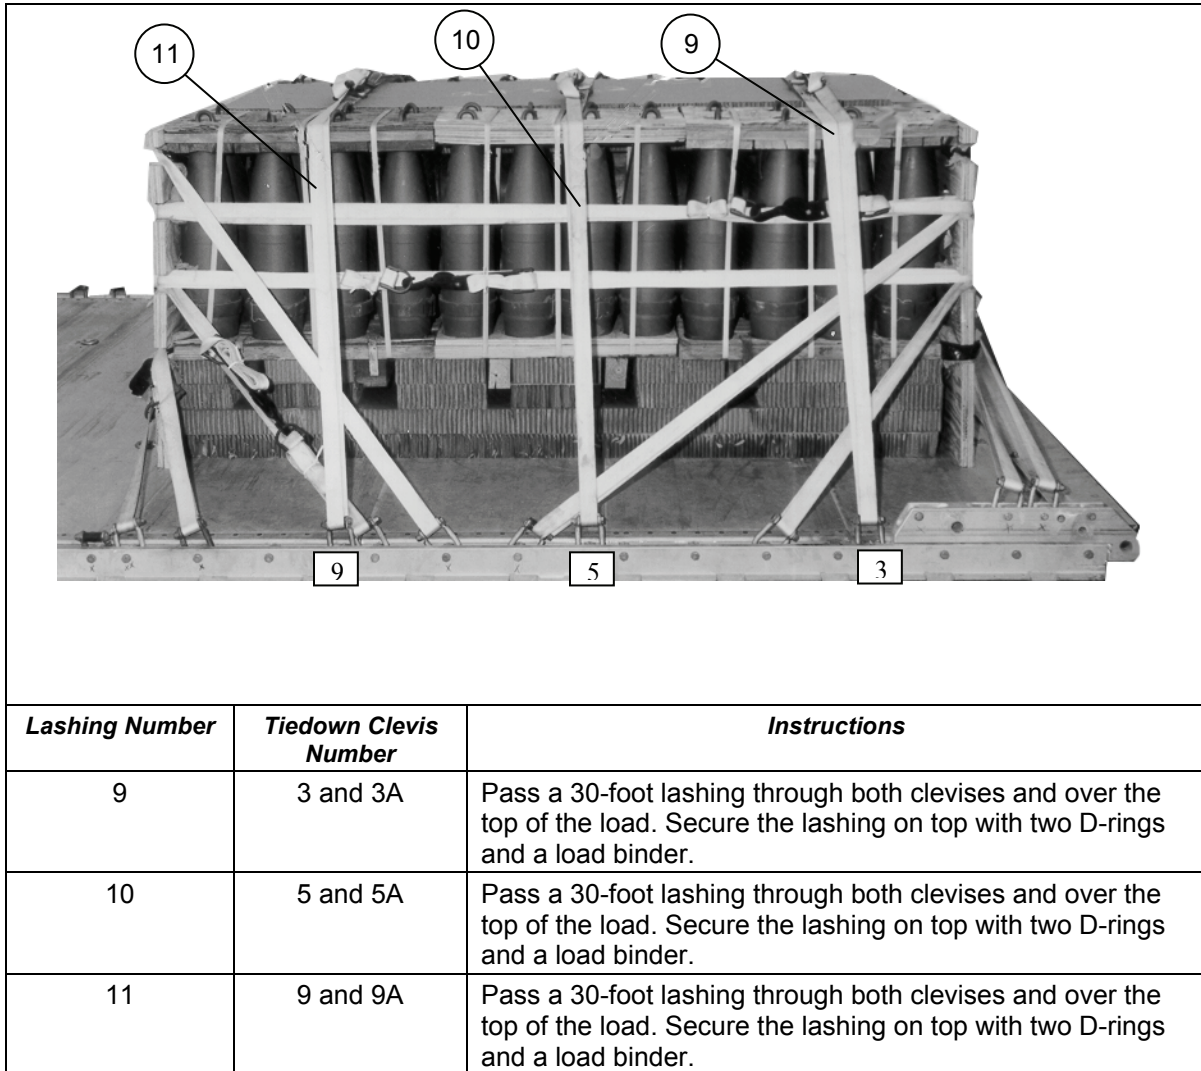 11
10
9
9
5
3
Lashing Number
Tiedown Clevis
Number
Instructions
9
3 and 3A
Pass a 30-foot lashing through both clevises and over the
top of the load. Secure the lashing on top with two D-rings
and a load binder.
10
5 and 5A
Pass a 30-foot lashing through both clevises and over the
top of the load. Secure the lashing on top with two D-rings
and a load binder.
11
9 and 9A
Pass a 30-foot lashing through both clevises and over the
top of the load. Secure the lashing on top with two D-rings
and a load binder.